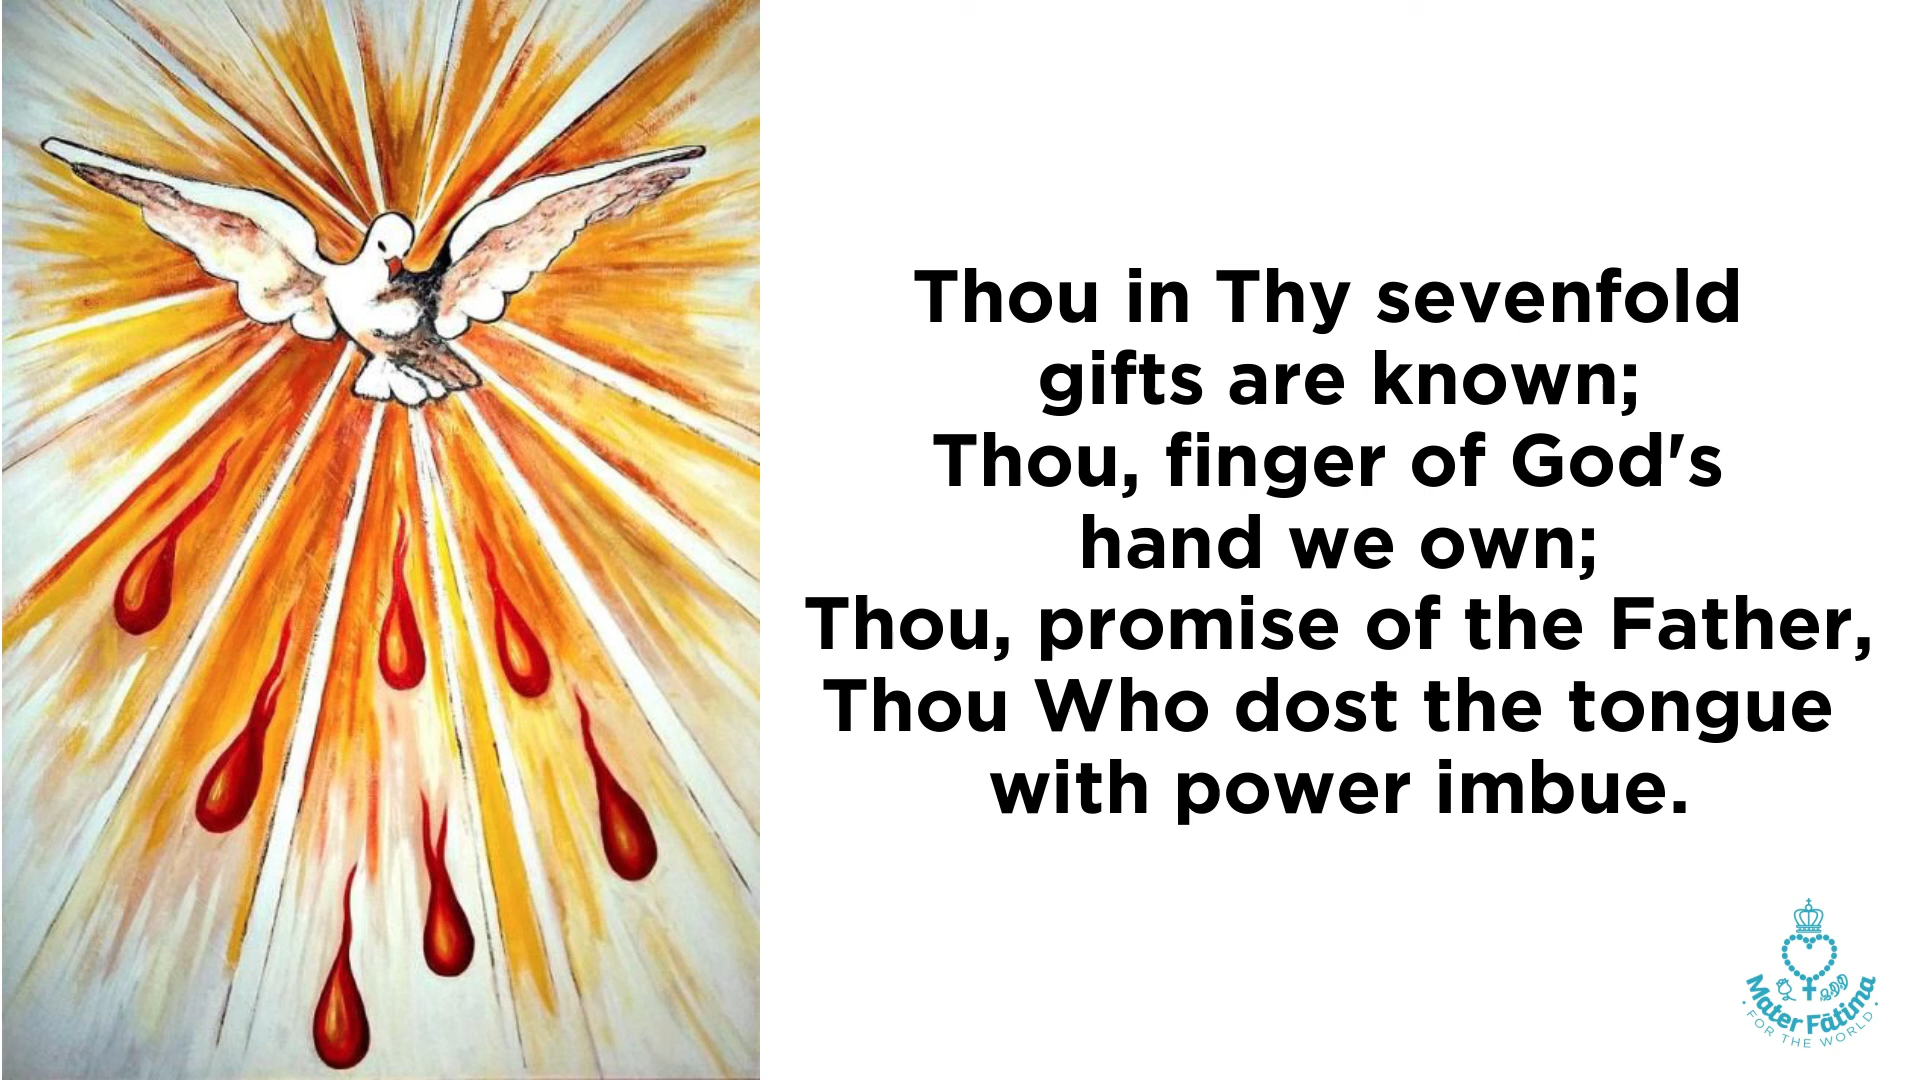 Thou in Thy sevenfold
gifts are known;
Thou, finger of God's
hand we own;
Thou, promise of the Father,
Thou Who dost the tongue
with power imbue.
Mater Fátima
FOR THE WORLD